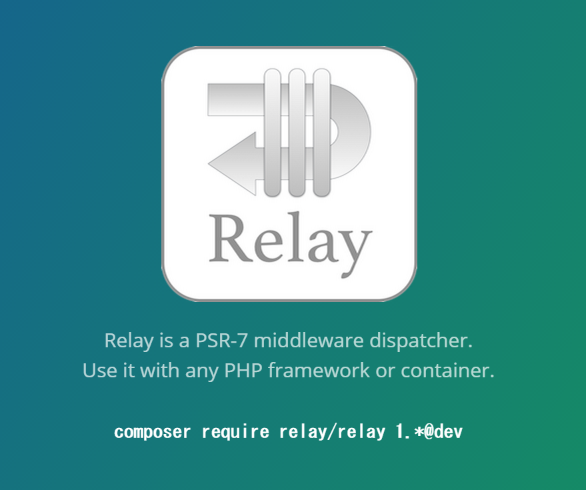 Relay
Relay is a PSR-7 middleware dispatcher.
Use it with any PHP framework or container.
composer require relay/relay 1.*@dev